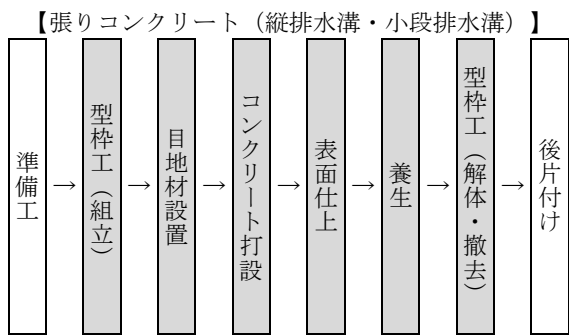 【張りコンクリート（縦排水溝・小段排水溝）】
準備工
→
型枠工（組立）
→
目地材設置
→
コンクリート打設
→
表面仕上
→
養生
→
型枠工（解体・撤去）
→
後片付け